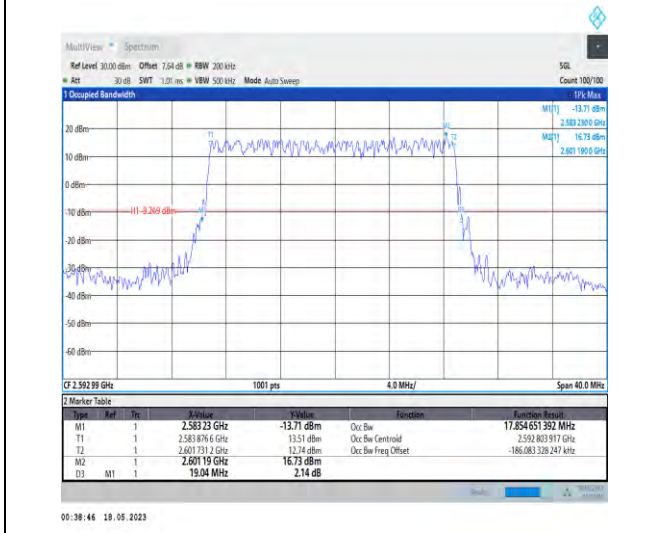 MultiView Spectrum
Ref Level 30.00 dBm Offset 7.64 dB RBW 200 kHz SGL
Att 30 dB SWT 1.01 ms VBW 500 kHz Mode Auto Sweep Count 100/100
1 Occupied Bandwidth 1Pk Max
M1[1] -13.71 dBm
2.583 230 0 GHz
M2[1] 16.73 dBm
2.601 190 0 GHz
20 dBm
10 dBm
0 dBm
-10 dBm
H1 -9.269 dBm
-20 dBm
-30 dBm
-40 dBm
-50 dBm
-60 dBm
T1
T2
CF 2.592 99 GHz 1001 pts 4.0 MHz/ Span 40.0 MHz
2 Marker Table
Type Ref Trc X-Value Y-Value Function Function Result
M1 1 2.583 23 GHz -13.71 dBm Occ Bw 17.854 651 392 MHz
T1 1 2.583 876 6 GHz 13.51 dBm Occ Bw Centroid 2.592 803 917 GHz
T2 1 2.601 731 2 GHz 12.74 dBm Occ Bw Freq Offset -186.083 328 247 kHz
M2 1 2.601 19 GHz 16.73 dBm
D3 M1 1 19.04 MHz 2.14 dB
00:38:46 18.05.2023